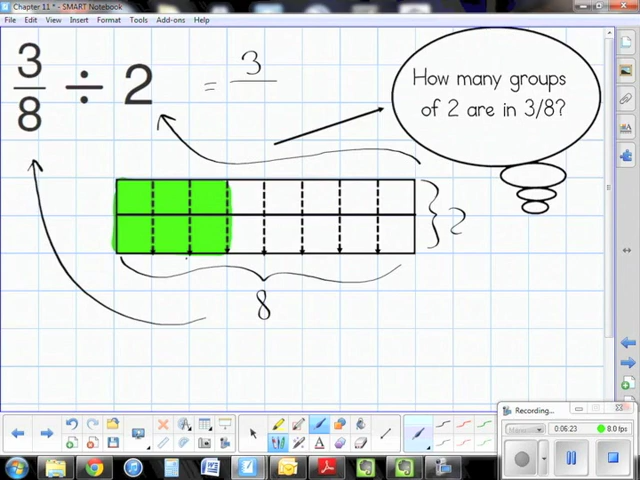 Chapter 11 * - SMART Notebook
File Edit View Insert Format Tools Add-ons Help
3/8 ÷ 2 = 3
How many groups
of 2 are in 3/8?
2
8
Recording...
0:06:23 8.0 fps